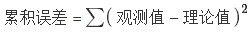 累积误差 = ∑( 观测值 − 理论值 )²